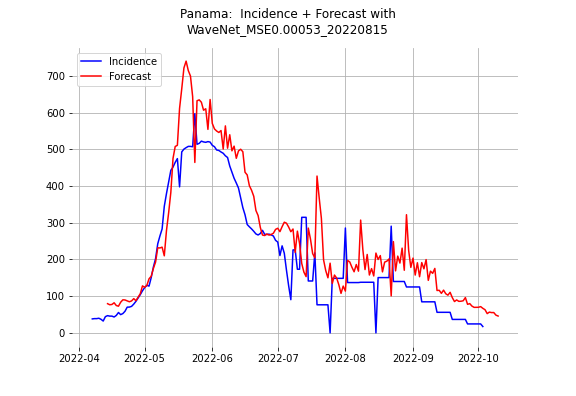 Panama:  Incidence + Forecast with
WaveNet_MSE0.00053_20220815
Incidence
Forecast
700
600
500
400
300
200
100
0
2022-04 2022-05 2022-06 2022-07 2022-08 2022-09 2022-10